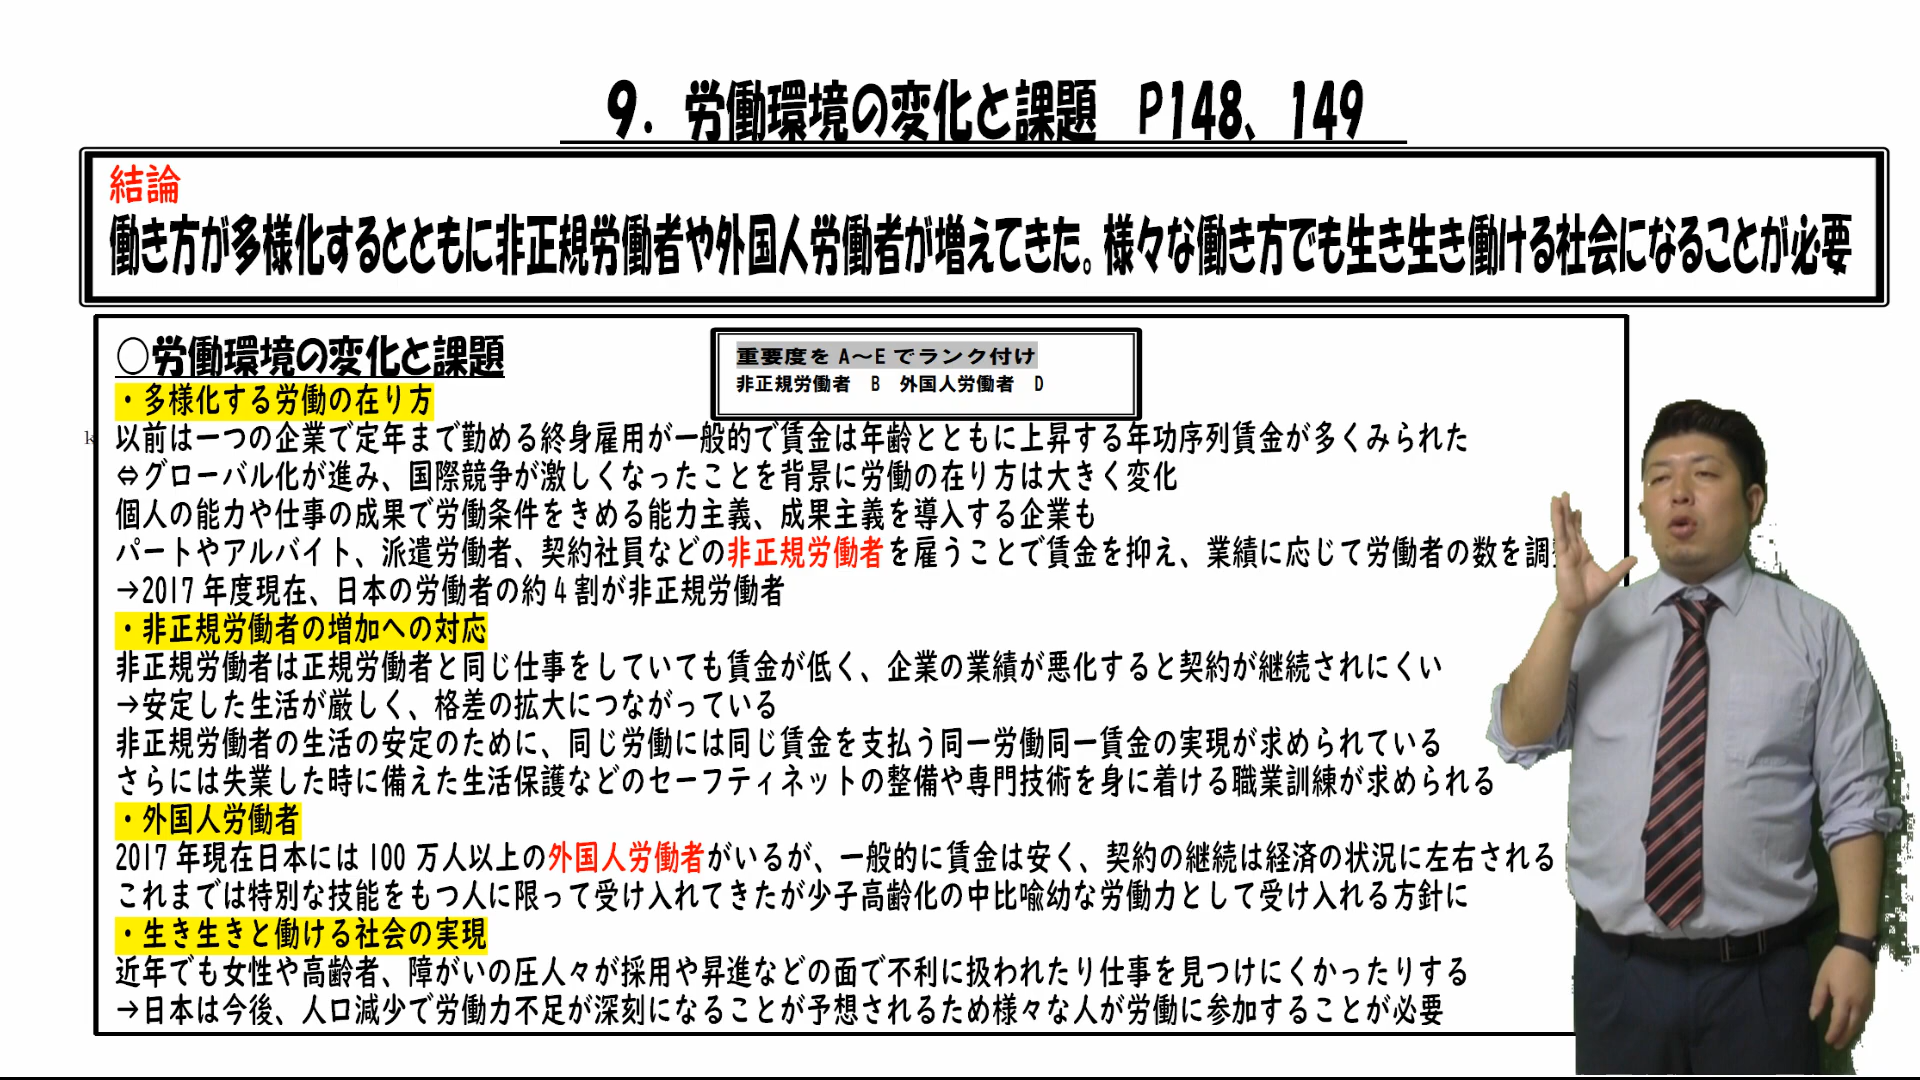 9．労働環境の変化と課題　P148、149
結論
働き方が多様化するとともに非正規労働者や外国人労働者が増えてきた。様々な働き方でも生き生き働ける社会になることが必要
○労働環境の変化と課題
重要度を A～E でランク付け
非正規労働者　B　外国人労働者　D
・多様化する労働の在り方
k
以前は一つの企業で定年まで勤める終身雇用が一般的で賃金は年齢とともに上昇する年功序列賃金が多くみられた
⇔グローバル化が進み、国際競争が激しくなったことを背景に労働の在り方は大きく変化
個人の能力や仕事の成果で労働条件をきめる能力主義、成果主義を導入する企業も
パートやアルバイト、派遣労働者、契約社員などの非正規労働者を雇うことで賃金を抑え、業績に応じて労働者の数を調
→2017 年度現在、日本の労働者の約 4 割が非正規労働者
・非正規労働者の増加への対応
非正規労働者は正規労働者と同じ仕事をしていても賃金が低く、企業の業績が悪化すると契約が継続されにくい
→安定した生活が厳しく、格差の拡大につながっている
非正規労働者の生活の安定のために、同じ労働には同じ賃金を支払う同一労働同一賃金の実現が求められている
さらには失業した時に備えた生活保護などのセーフティネットの整備や専門技術を身に着ける職業訓練が求められる
・外国人労働者
2017 年現在日本には 100 万人以上の外国人労働者がいるが、一般的に賃金は安く、契約の継続は経済の状況に左右される
これまでは特別な技能をもつ人に限って受け入れてきたが少子高齢化の中比喩幼な労働力として受け入れる方針に
・生き生きと働ける社会の実現
近年でも女性や高齢者、障がいの圧人々が採用や昇進などの面で不利に扱われたり仕事を見つけにくかったりする
→日本は今後、人口減少で労働力不足が深刻になることが予想されるため様々な人が労働に参加することが必要